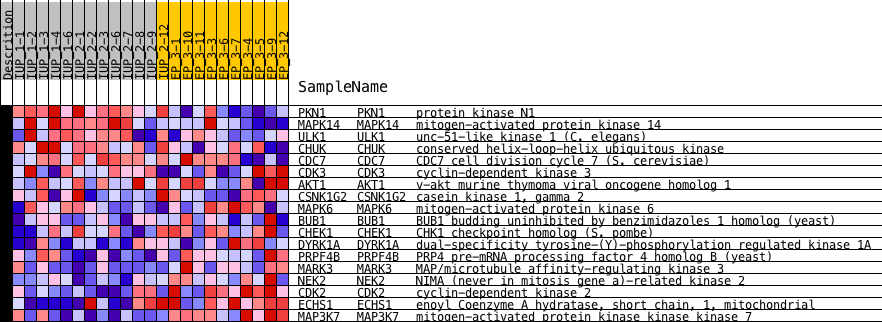 Descrition
IUP_1-1
IUP_1-2
IUP_1-3
IUP_1-4
IUP_1-6
IUP_2-1
IUP_2-2
IUP_2-3
IUP_2-6
IUP_2-7
IUP_2-8
IUP_2-9
IUP_2-12
EP_3-1
EP_3-10
EP_3-11
EP_3-3
EP_3-6
EP_3-7
EP_3-4
EP_3-5
EP_3-9
EP_3-12
SampleName
PKN1 PKN1 protein kinase N1
MAPK14 MAPK14 mitogen-activated protein kinase 14
ULK1 ULK1 unc-51-like kinase 1 (C. elegans)
CHUK CHUK conserved helix-loop-helix ubiquitous kinase
CDC7 CDC7 CDC7 cell division cycle 7 (S. cerevisiae)
CDK3 CDK3 cyclin-dependent kinase 3
AKT1 AKT1 v-akt murine thymoma viral oncogene homolog 1
CSNK1G2 CSNK1G2 casein kinase 1, gamma 2
MAPK6 MAPK6 mitogen-activated protein kinase 6
BUB1 BUB1 BUB1 budding uninhibited by benzimidazoles 1 homolog (yeast)
CHEK1 CHEK1 CHK1 checkpoint homolog (S. pombe)
DYRK1A DYRK1A dual-specificity tyrosine-(Y)-phosphorylation regulated kinase 1A
PRPF4B PRPF4B PRP4 pre-mRNA processing factor 4 homolog B (yeast)
MARK3 MARK3 MAP/microtubule affinity-regulating kinase 3
NEK2 NEK2 NIMA (never in mitosis gene a)-related kinase 2
CDK2 CDK2 cyclin-dependent kinase 2
ECHS1 ECHS1 enoyl Coenzyme A hydratase, short chain, 1, mitochondrial
MAP3K7 MAP3K7 mitogen-activated protein kinase kinase kinase 7